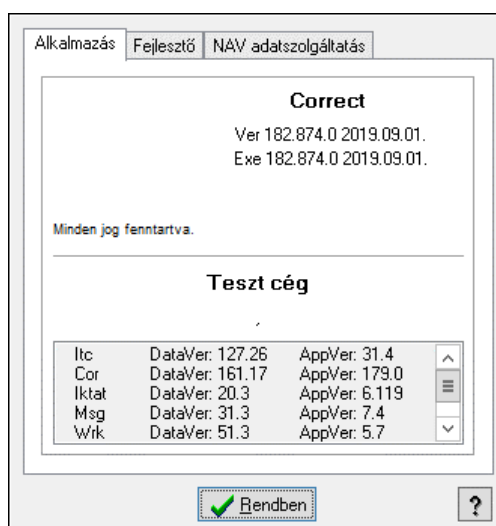 Alkalmazás Fejlesztő NAV adatszolgáltatás
Correct
Ver 182.874.0 2019.09.01.
Exe 182.874.0 2019.09.01.
Minden jog fenntartva.
Teszt cég
,
Itc DataVer: 127.26 AppVer: 31.4
Cor DataVer: 161.17 AppVer: 179.0
Iktat DataVer: 20.3 AppVer: 6.119
Msg DataVer: 31.3 AppVer: 7.4
Wrk DataVer: 51.3 AppVer: 5.7
Rendben ?